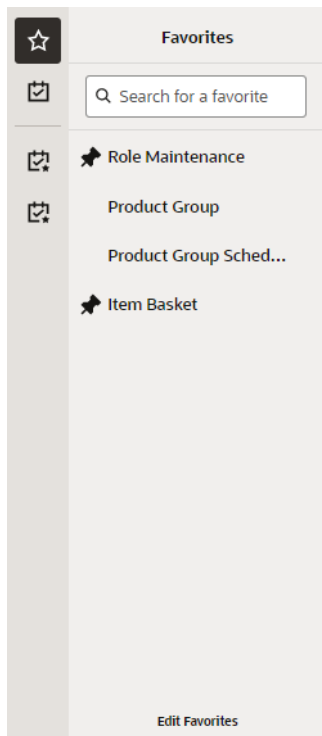 Favorites
Search for a favorite
Role Maintenance
Product Group
Product Group Sched...
Item Basket
Edit Favorites